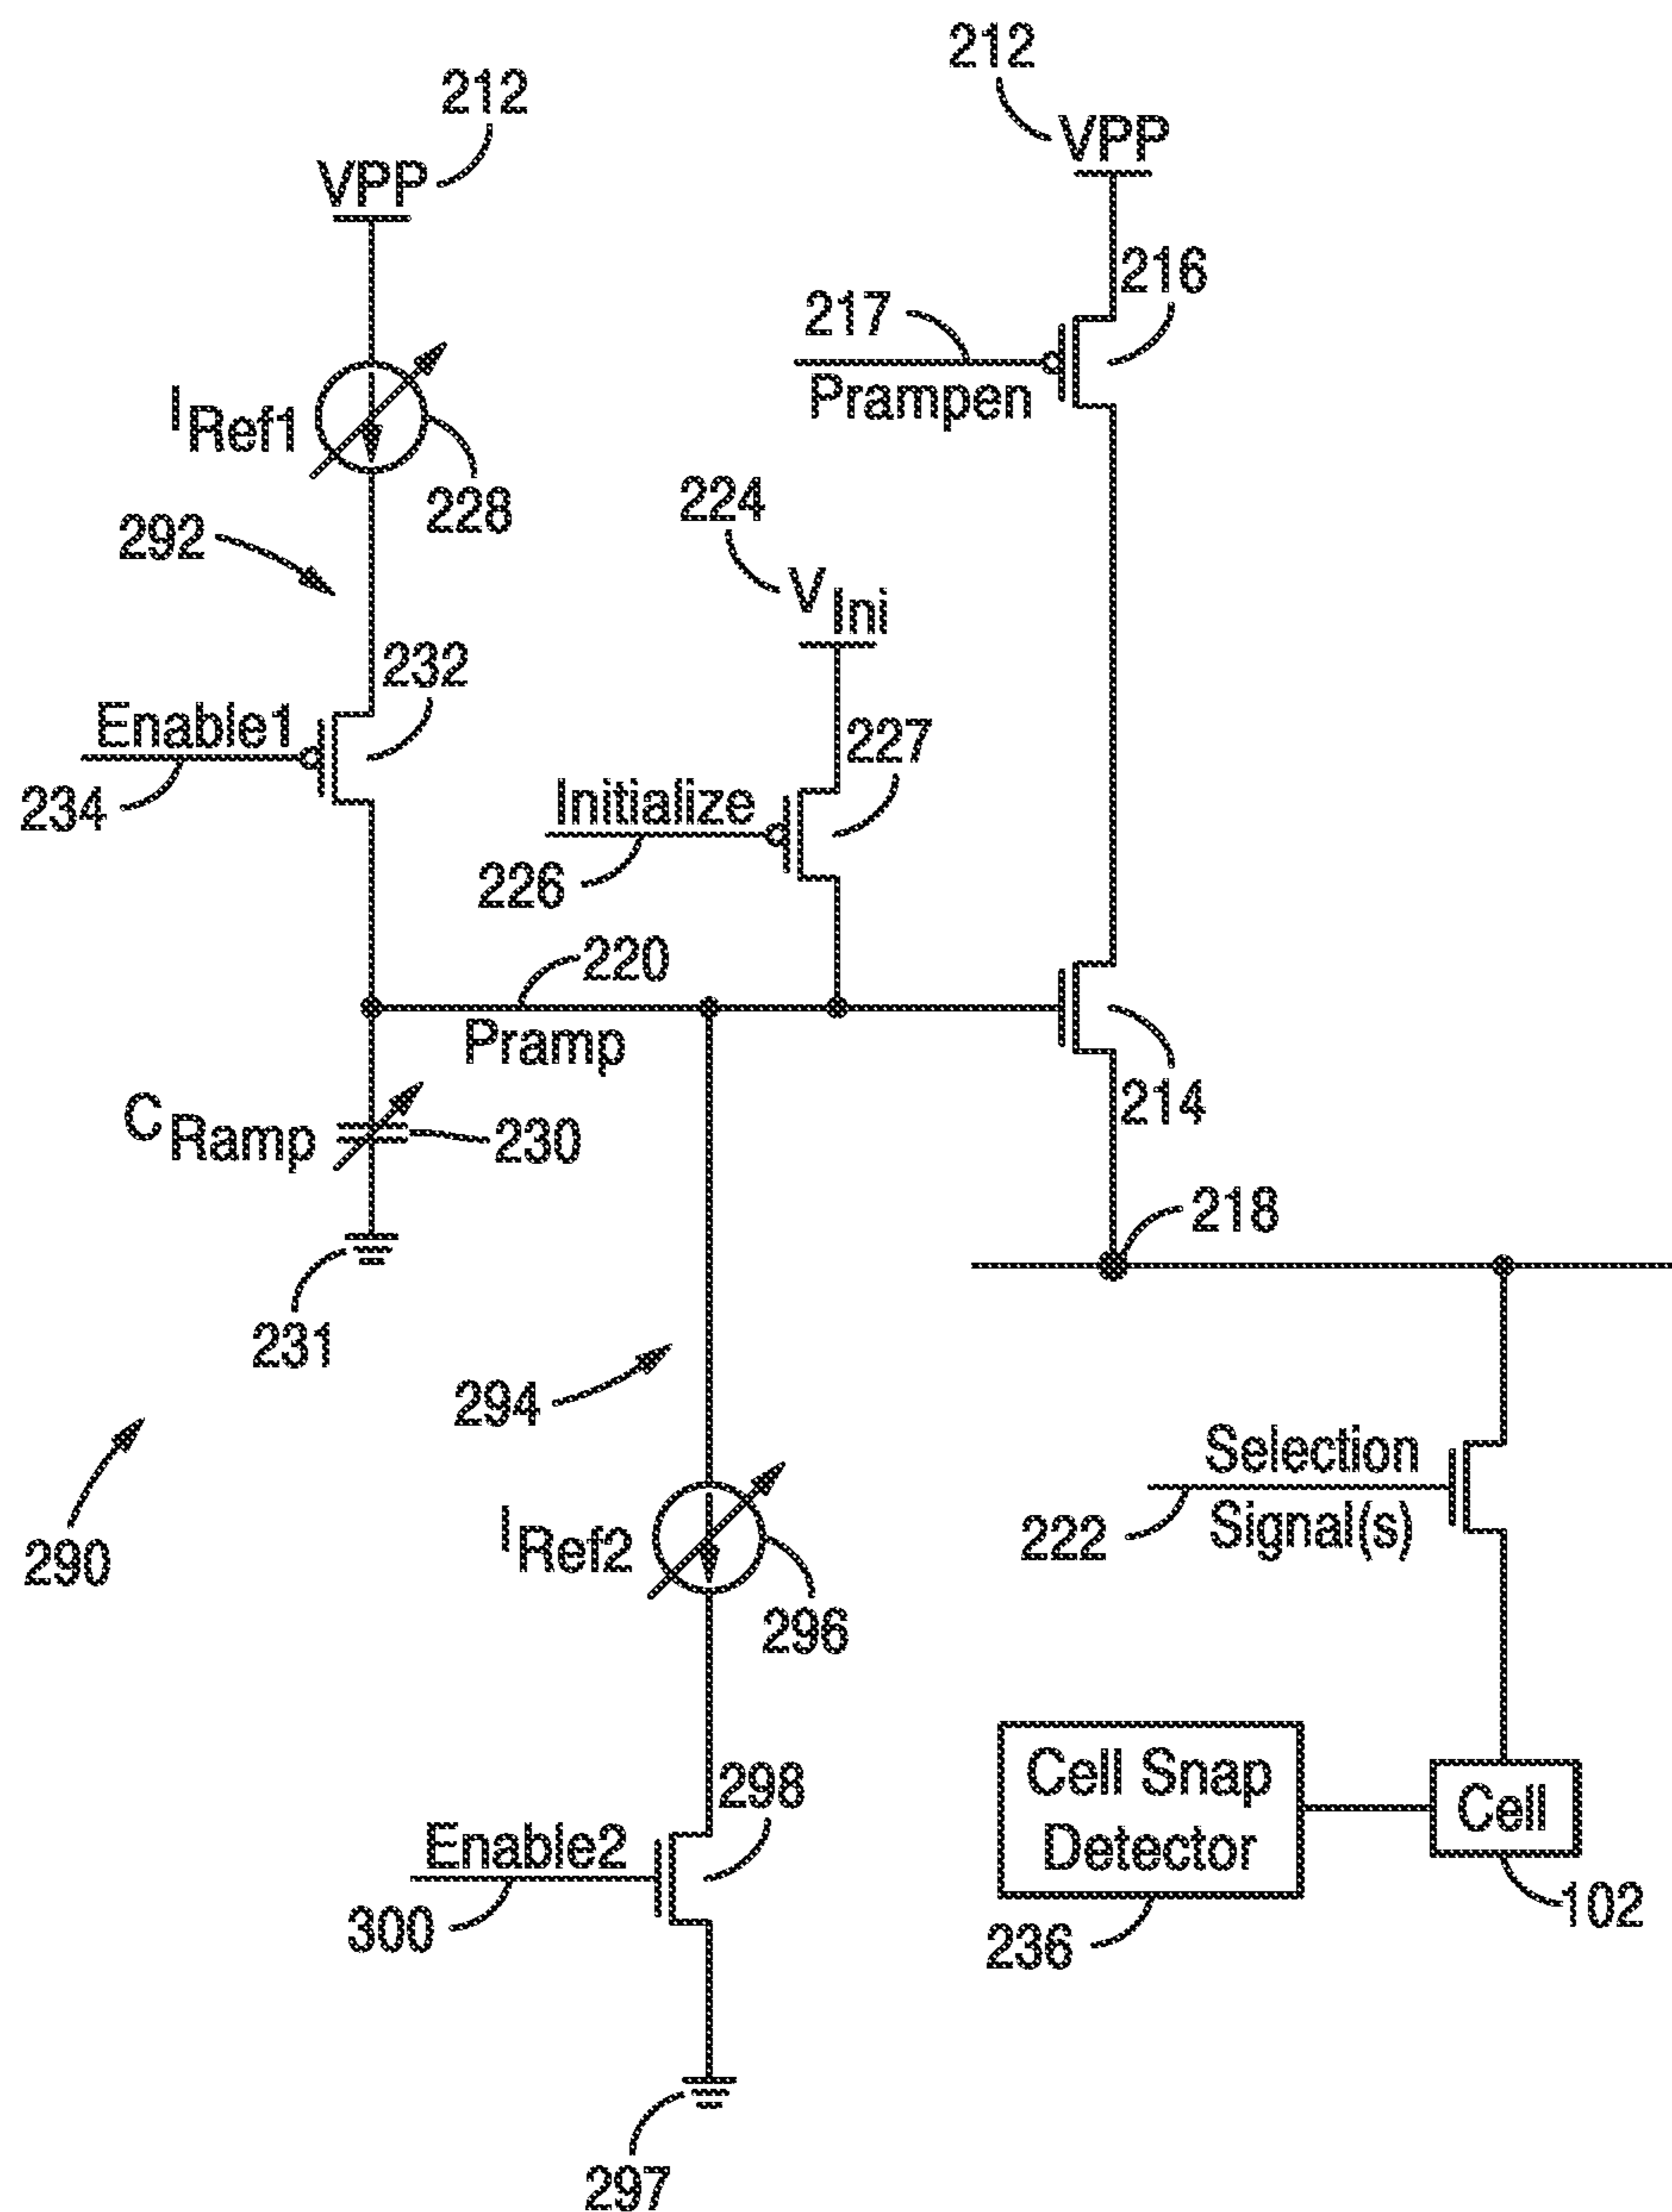 212
VPP
212
VPP
216
217
Prampen
IRef1
228
292
224
VIni
232
Enable1
234
227
Initialize
226
220
Pramp
CRamp
230
214
218
231
294
290
Selection
Signal(s)
222
IRef2
296
298
Enable2
300
Cell Snap
Detector
236
Cell
102
297